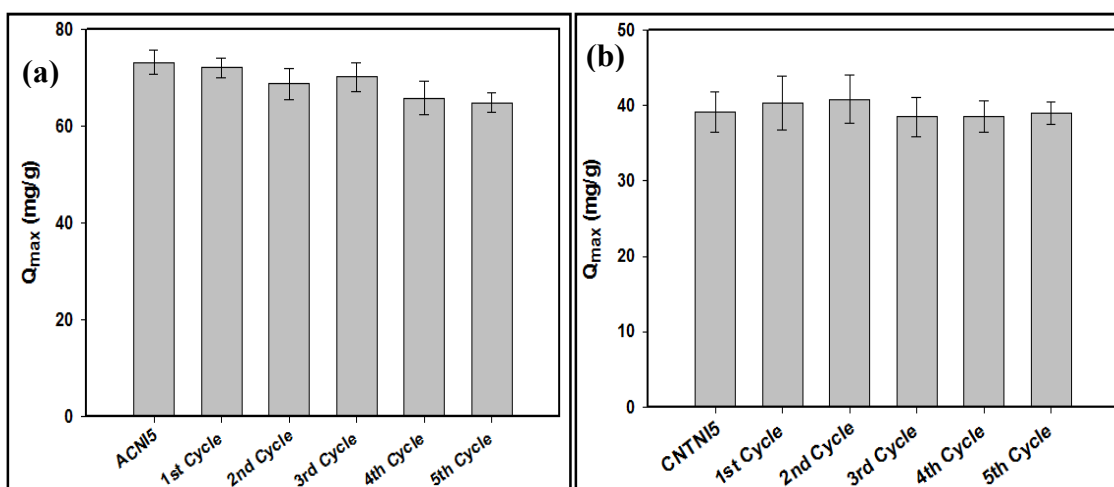 (a)
Qmax (mg/g)
80
60
40
20
0
ACNI5
1st Cycle
2nd Cycle
3rd Cycle
4th Cycle
5th Cycle
(b)
Qmax (mg/g)
50
40
30
20
10
0
CNTNI5
1st Cycle
2nd Cycle
3rd Cycle
4th Cycle
5th Cycle